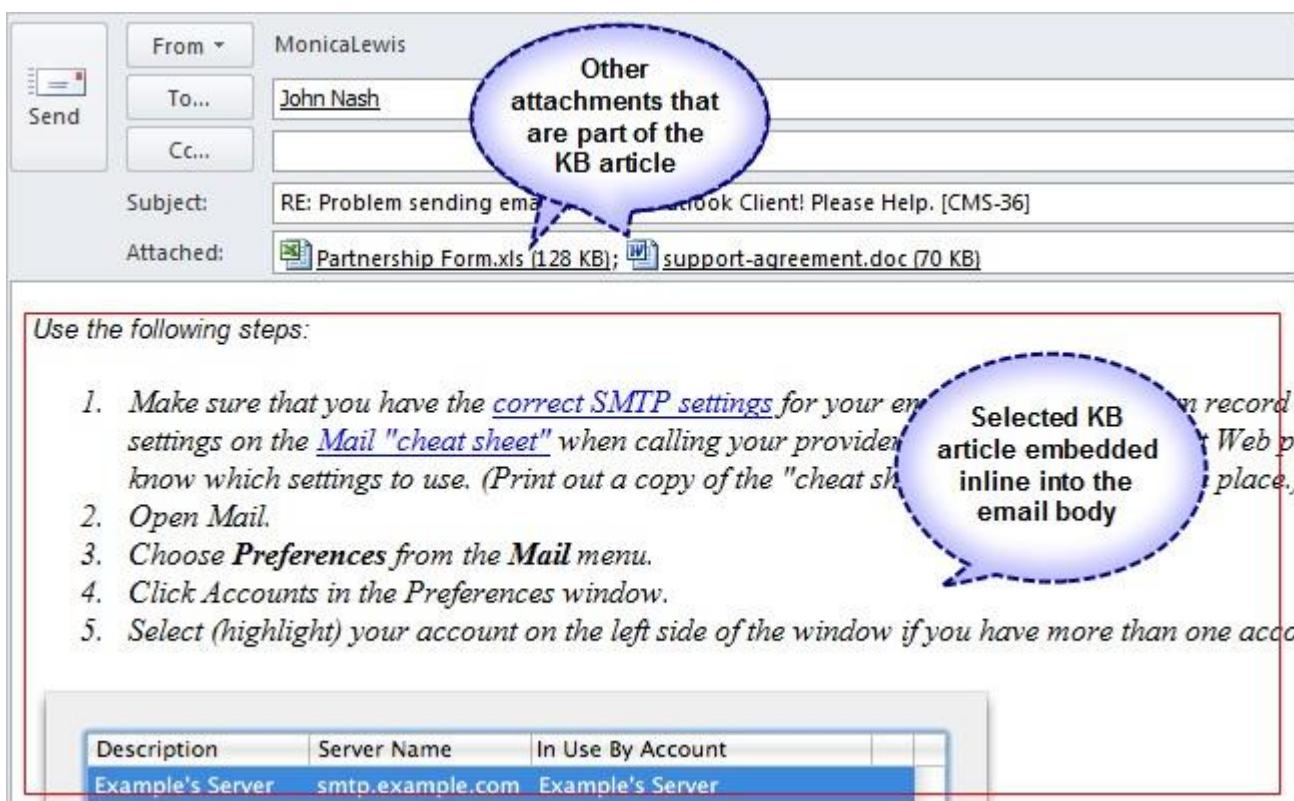 From
MonicaLewis
Send
To...
John Nash
Cc...
Other
attachments that
are part of the
KB article
Subject:
RE: Problem sending ema look Client! Please Help. [CMS-36]
Attached:
Partnership Form.xls (128 KB); support-agreement.doc (70 KB)
Use the following steps:
1. Make sure that you have the correct SMTP settings for your record
settings on the Mail "cheat sheet" when calling your provider Web
know which settings to use. (Print out a copy of the "cheat place.)
2. Open Mail.
3. Choose Preferences from the Mail menu.
4. Click Accounts in the Preferences window.
5. Select (highlight) your account on the left side of the window if you have more than one acco
Selected KB
article embedded
inline into the
email body
Description Server Name In Use By Account
Example's Server smtp.example.com Example's Server